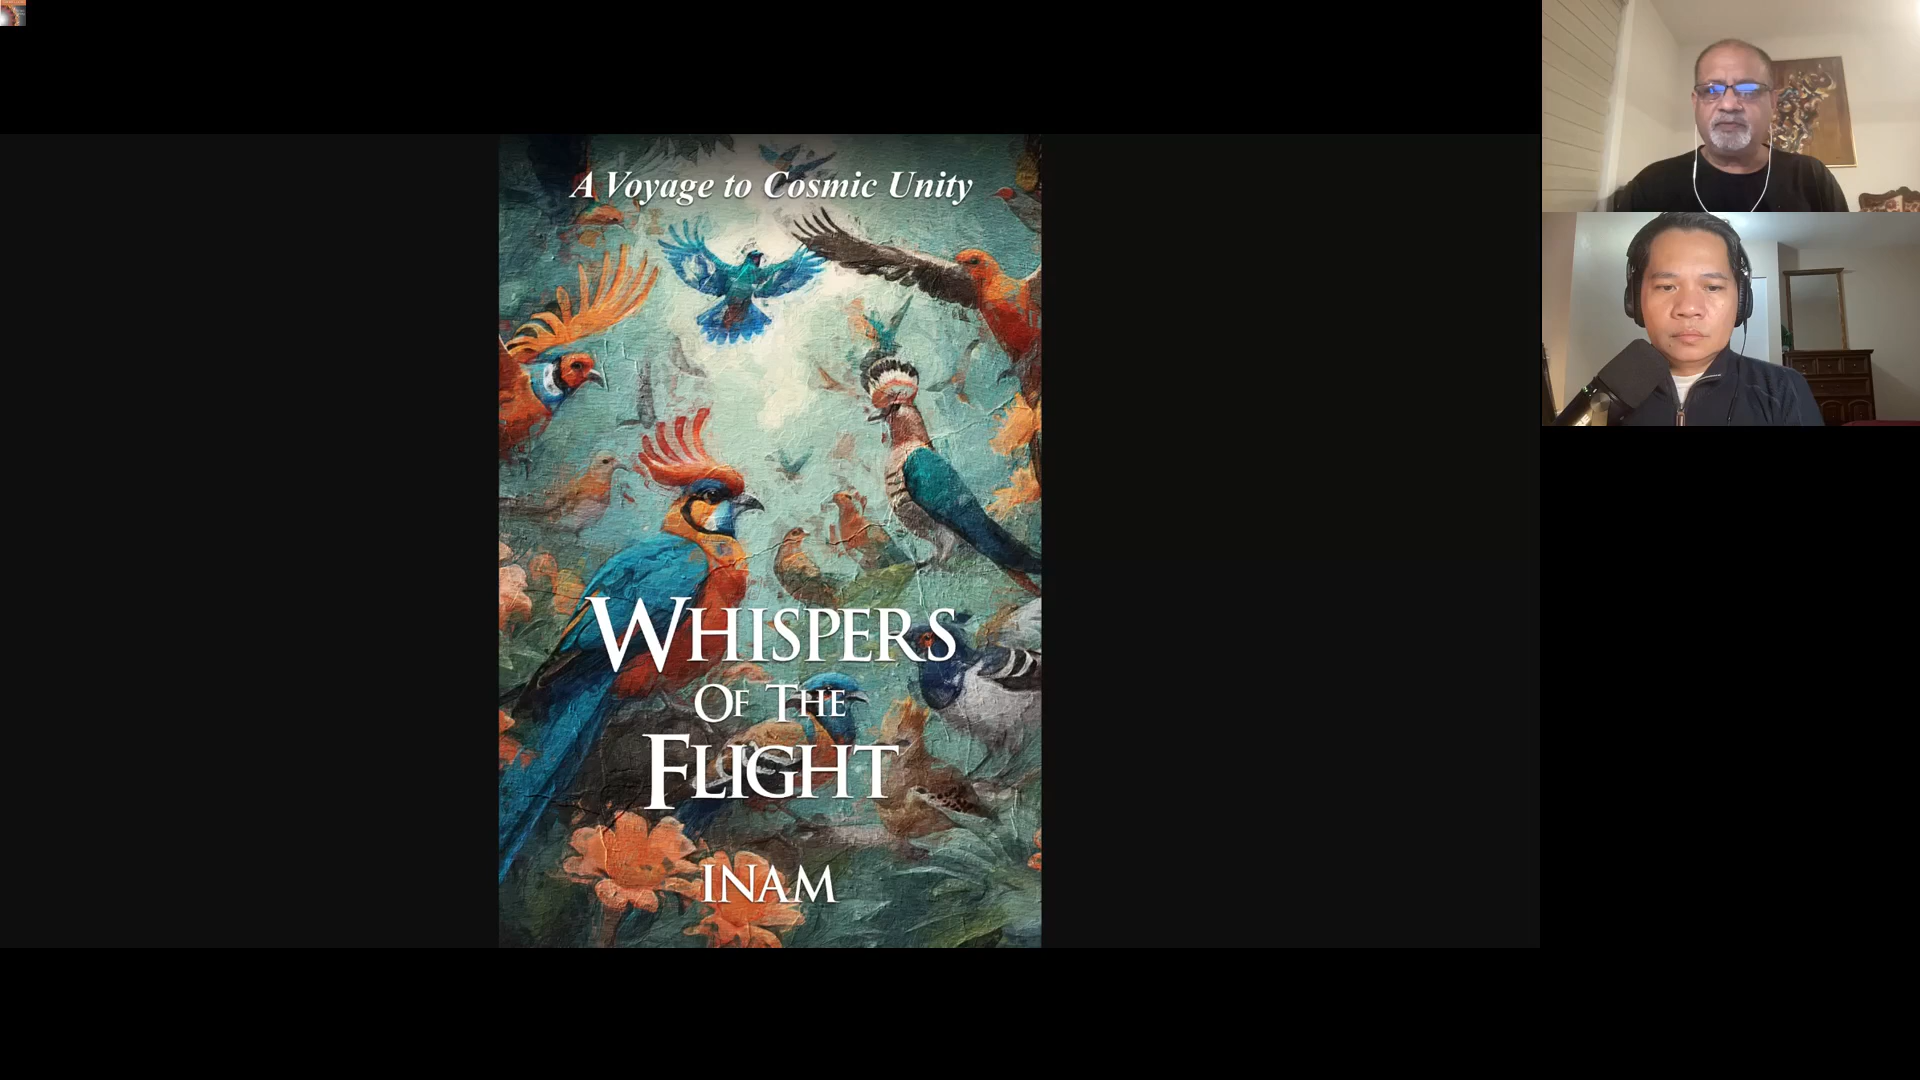 A Voyage to Cosmic Unity
WHISPERS
OF THE
FLIGHT
INAM